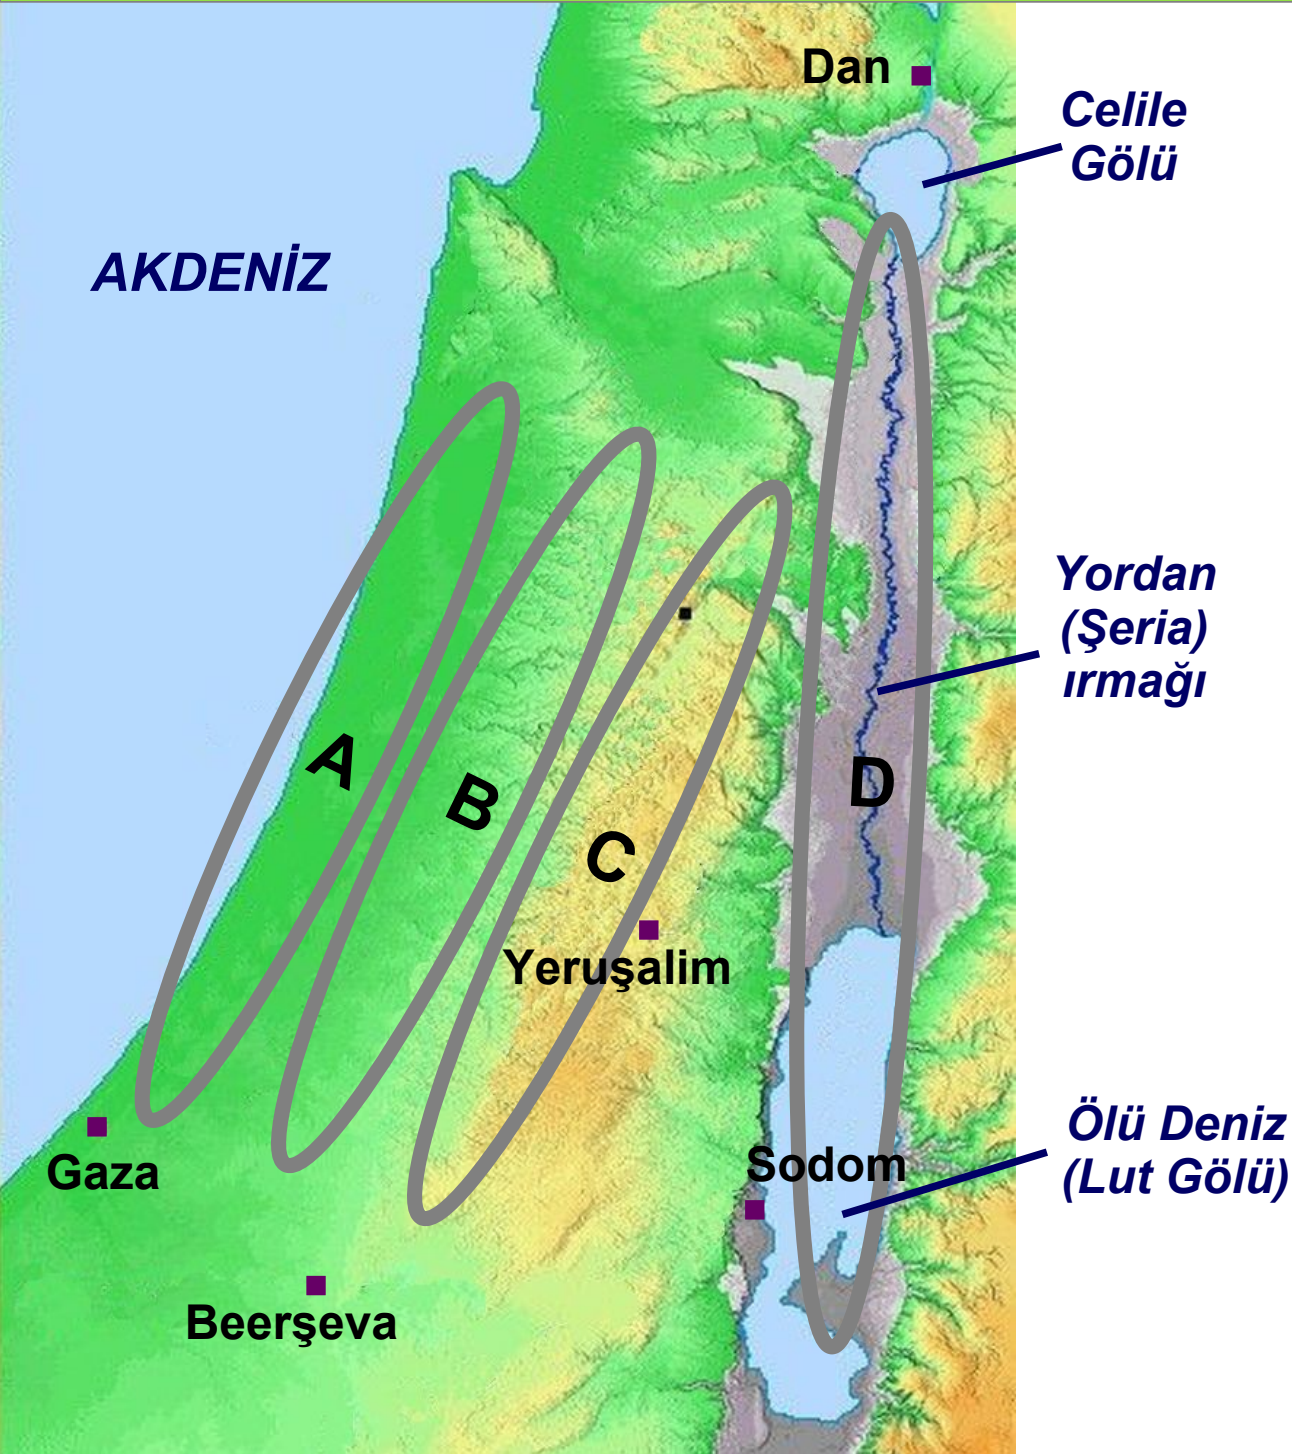 Dan
Celile
Gölü
AKDENİZ
Yordan
(Şeria)
ırmağı
A
B
C
D
Yeruşalim
Ölü Deniz
(Lut Gölü)
Sodom
Gaza
Beerşeva